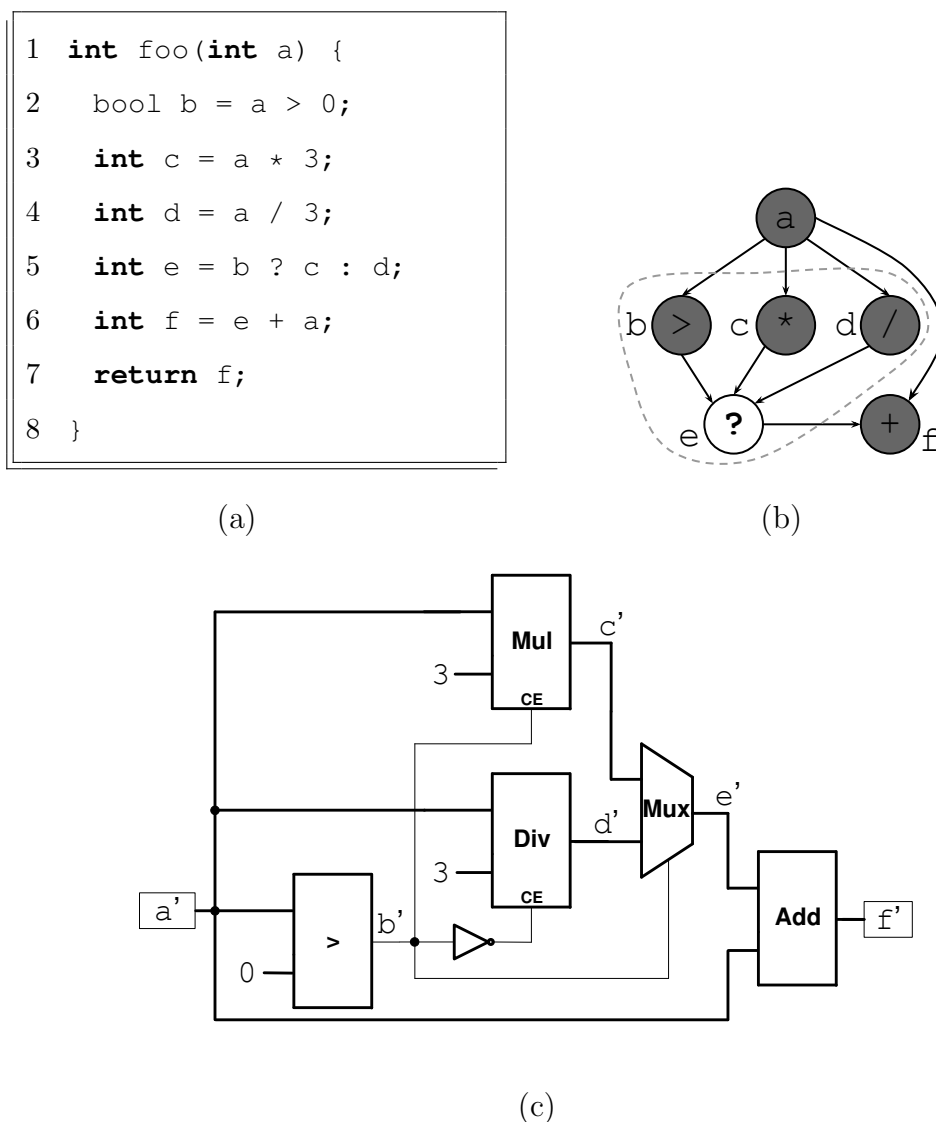 1 int foo(int a) {
2 bool b = a > 0;
3 int c = a * 3;
4 int d = a / 3;
5 int e = b ? c : d;
6 int f = e + a;
7 return f;
8 }
(a)
a
b > c * d /
e ? + f
(b)
Mul
3
CE
c'
Div
3
CE
d'
Mux
e'
a'
>
0
b'
Add
f'
(c)